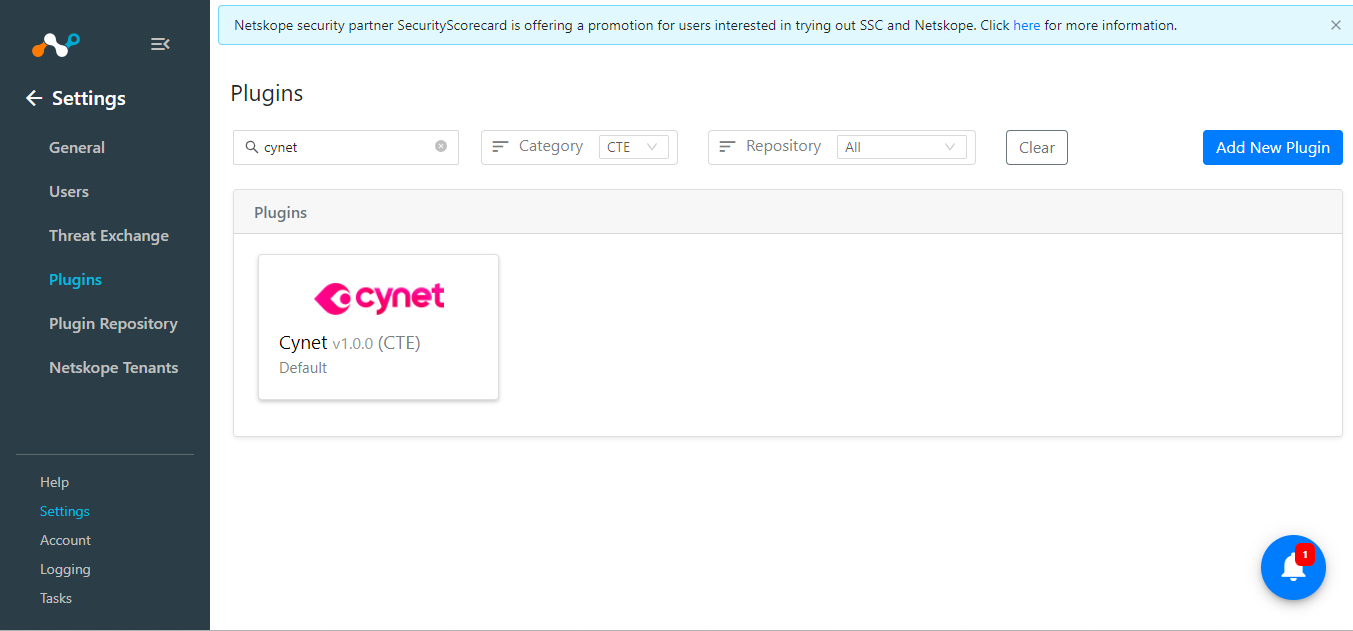 Netskope security partner SecurityScorecard is offering a promotion for users interested in trying out SSC and Netskope. Click here for more information.
Settings
General
Users
Threat Exchange
Plugins
Plugin Repository
Netskope Tenants
Help
Settings
Account
Logging
Tasks
Plugins
cynet
Category CTE
Repository All
Clear
Add New Plugin
Plugins
cynet
Cynet v1.0.0 (CTE)
Default
1